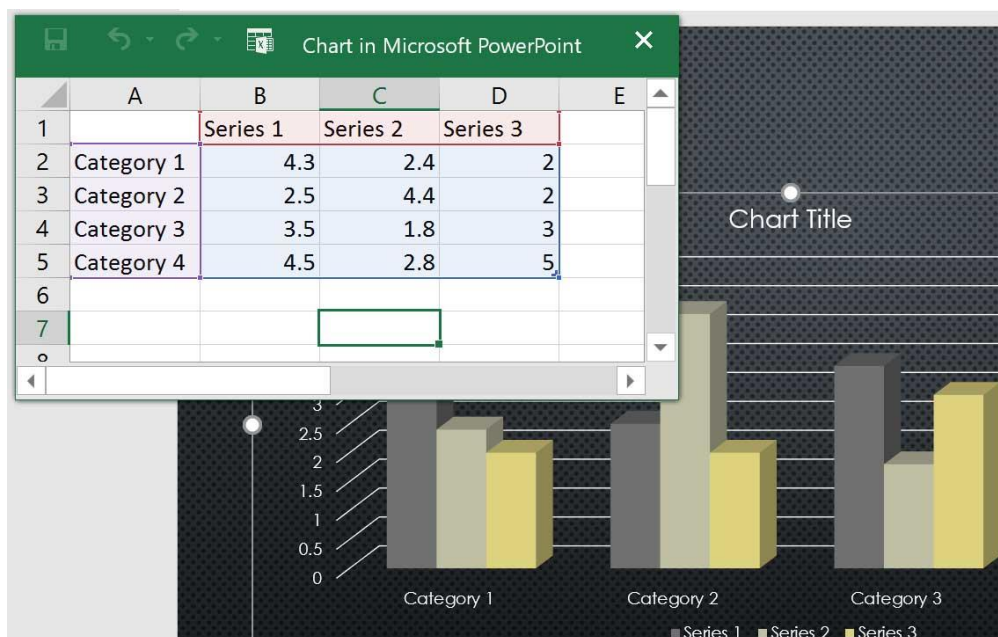 Chart in Microsoft PowerPoint
A B C D E
1 Series 1 Series 2 Series 3
2 Category 1 4.3 2.4 2
3 Category 2 2.5 4.4 2
4 Category 3 3.5 1.8 3
5 Category 4 4.5 2.8 5
6
7
8
Chart Title
3
2.5
2
1.5
1
0.5
0
Category 1 Category 2 Category 3
Series 1 Series 2 Series 3